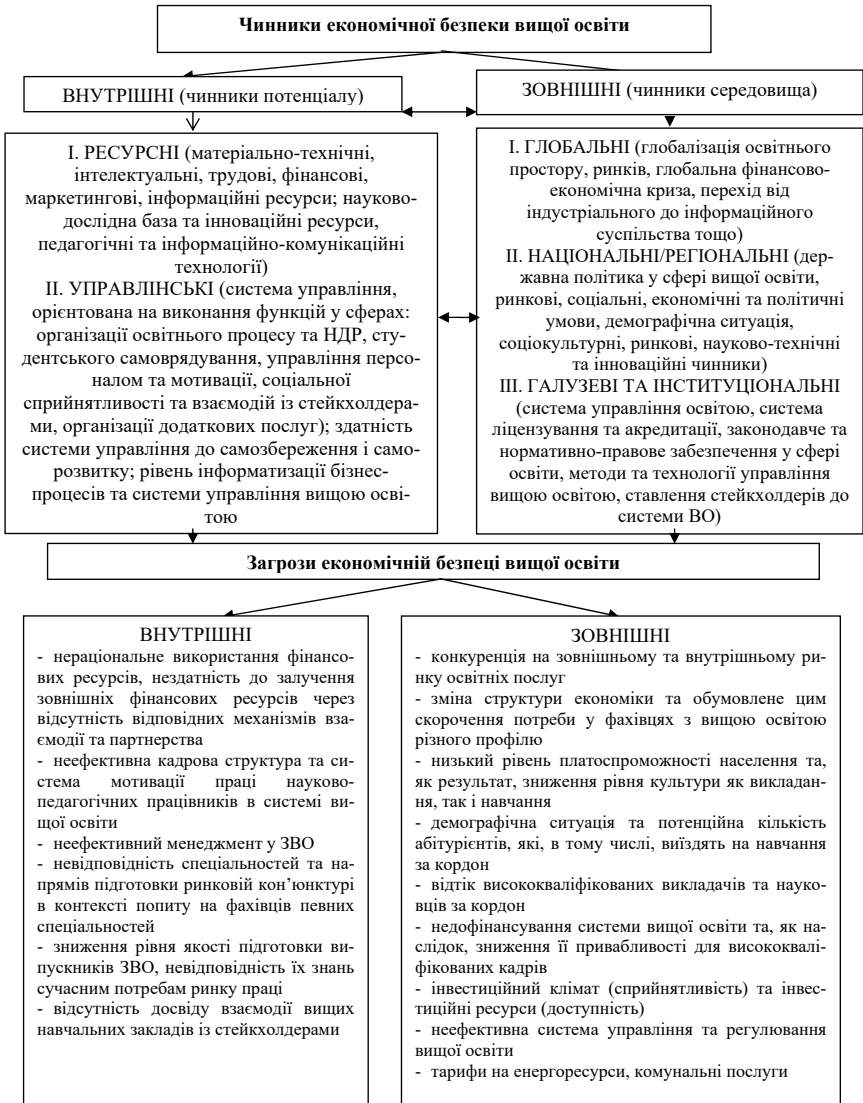 Чинники економічної безпеки вищої освіти
ВНУТРІШНІ (чинники потенціалу)
ЗОВНІШНІ (чинники середовища)
І. РЕСУРСНІ (матеріально-технічні,
інтелектуальні, трудові, фінансові,
маркетингові, інформаційні ресурси; науково-
дослідна база та інноваційні ресурси,
педагогічні та інформаційно-комунікаційні
технології)
ІІ. УПРАВЛІНСЬКІ (система управління,
орієнтована на виконання функцій у сферах:
організації освітнього процесу та НДР, сту-
дентського самоврядування, управління персо-
налом та мотивації, соціальної
сприйнятливості та взаємодій із стейкхолдера-
ми, організації додаткових послуг); здатність
системи управління до самозбереження і само-
розвитку; рівень інформатизації бізнес-
процесів та системи управління вищою осві-
тою
І. ГЛОБАЛЬНІ (глобалізація освітнього
простору, ринків, глобальна фінансово-
економічна криза, перехід від
індустріального до інформаційного
суспільства тощо)
ІІ. НАЦІОНАЛЬНІ/РЕГІОНАЛЬНІ (дер-
жавна політика у сфері вищої освіти,
ринкові, соціальні, економічні та політичні
умови, демографічна ситуація,
соціокультурні, ринкові, науково-технічні
та інноваційні чинники)
ІІІ. ГАЛУЗЕВІ ТА ІНСТИТУЦІОНАЛЬНІ
(система управління освітою, система
ліцензування та акредитації, законодавче та
нормативно-правове забезпечення у сфері
освіти, методи та технології управління
вищою освітою, ставлення стейкхолдерів до
системи ВО)
Загрози економічній безпеці вищої освіти
ВНУТРІШНІ
- нераціональне використання фінансо-
вих ресурсів, нездатність до залучення
зовнішніх фінансових ресурсів через
відсутність відповідних механізмів вза-
ємодії та партнерства
- неефективна кадрова структура та си-
стема мотивації праці науково-
педагогічних працівників в системі ви-
щої освіти
- неефективний менеджмент у ЗВО
- невідповідність спеціальностей та на-
прямів підготовки ринковій кон’юнктурі
в контексті попиту на фахівців певних
спеціальностей
- зниження рівня якості підготовки ви-
пускників ЗВО, невідповідність їх знань
сучасним потребам ринку праці
- відсутність досвіду взаємодії вищих
навчальних закладів із стейкхолдерами
ЗОВНІШНІ
- конкуренція на зовнішньому та внутрішньому ри-
нку освітніх послуг
- зміна структури економіки та обумовлене цим
скорочення потреби у фахівцях з вищою освітою
різного профілю
- низький рівень платоспроможності населення та,
як результат, зниження рівня культури як викладан-
ня, так і навчання
- демографічна ситуація та потенційна кількість
абітурієнтів, які, в тому числі, виїздять на навчання
за кордон
- відтік висококваліфікованих викладачів та науко-
вців за кордон
- недофінансування системи вищої освіти та, як на-
слідок, зниження її привабливості для висококвалі-
фікованих кадрів
- інвестиційний клімат (сприйнятливість) та інвес-
тиційні ресурси (доступність)
- неефективна система управління та регулювання
вищої освіти
- тарифи на енергоресурси, комунальні послуги